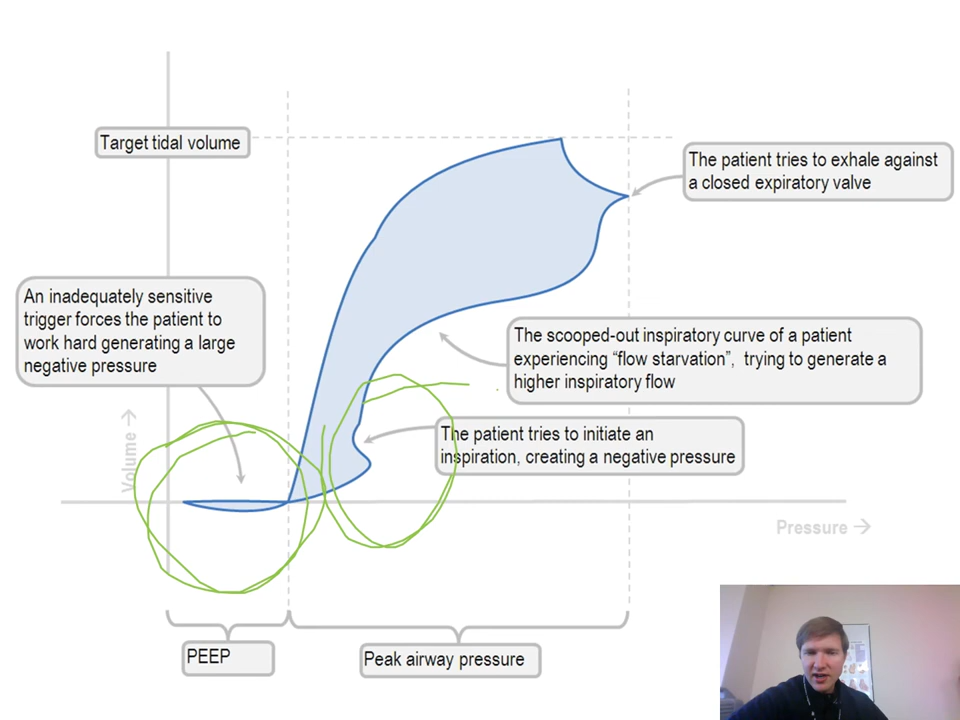 Target tidal volume
The patient tries to exhale against
a closed expiratory valve
An inadequately sensitive
trigger forces the patient to
work hard generating a large
negative pressure
The scooped-out inspiratory curve of a patient
experiencing “flow starvation”, trying to generate a
higher inspiratory flow
Volume →
The patient tries to initiate an
inspiration, creating a negative pressure
Pressure →
PEEP
Peak airway pressure